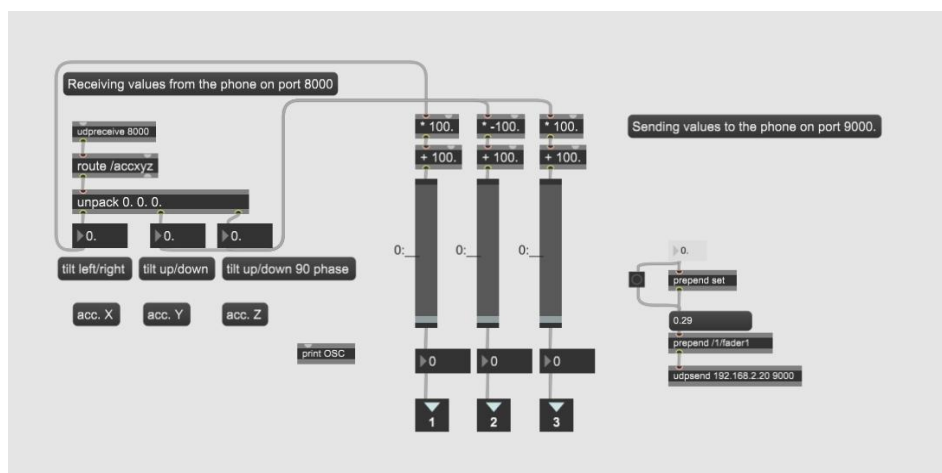 Receiving values from the phone on port 8000
udpreceive 8000
route /accxyz
unpack 0. 0. 0.
0.
0.
0.
tilt left/right
tilt up/down
tilt up/down 90 phase
acc. X
acc. Y
acc. Z
print OSC
* 100.
* -100.
* 100.
+ 100.
+ 100.
+ 100.
0:__
0:__
0:__
0
0
0
1
2
3
Sending values to the phone on port 9000.
0.
prepend set
0.29
prepend /1/fader1
udpsend 192.168.2.20 9000